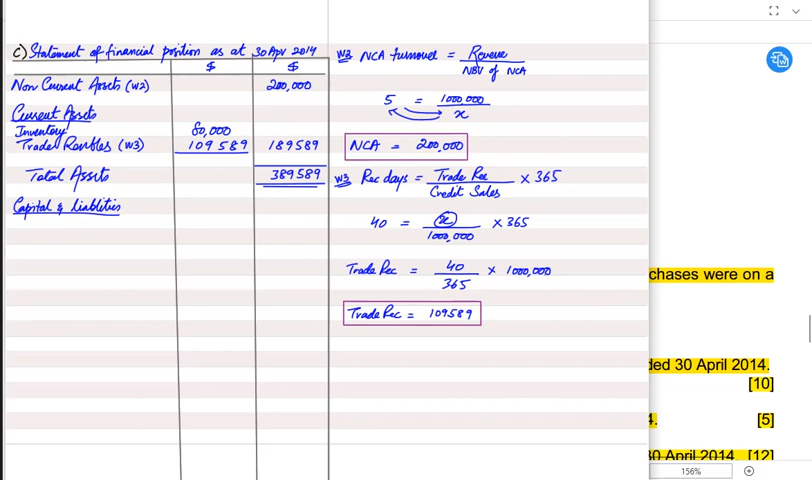 C) Statement of financial position as at 30 Apr 2014
$ $
Non Current Assets (W2) 200,000
Current Assets
Inventory 80,000
Trade Recvbles (W3) 109589 189589
Total Assets 389589
Capital & Liablities
W2 NCA turnover = Revenue
NBV of NCA
5 = 1000,000
x
NCA = 200,000
W3 Rec days = Trade Rec × 365
Credit Sales
40 = x × 365
1000,000
Trade Rec = 40 × 1000,000
365
Trade Rec = 109589
chases were on a
ded 30 April 2014.
[10]
4. [5]
30 April 2014. [12]
156%